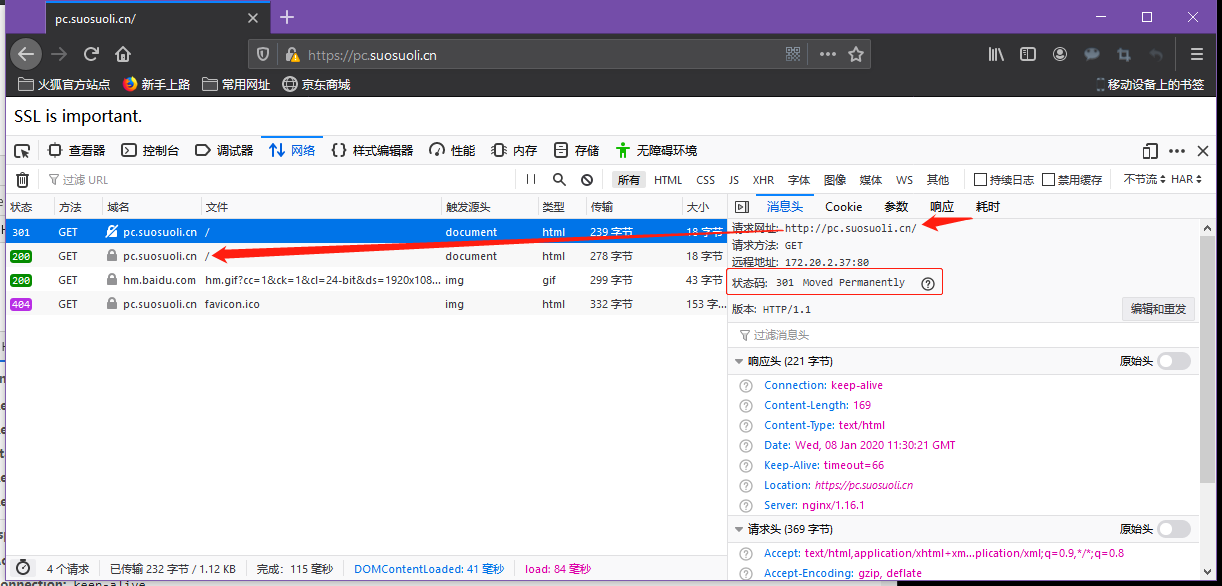 pc.suosuoli.cn/
https://pc.suosuoli.cn
火狐官方站点 新手上路 常用网址 京东商城 移动设备上的书签
SSL is important.
查看器 控制台 调试器 网络 样式编辑器 性能 内存 存储 无障碍环境
过滤 URL 所有 HTML CSS JS XHR 字体 图像 媒体 WS 其他 持续日志 禁用缓存 不节流 HAR
状态 方法 域名 文件 触发源头 类型 传输 大小
301 GET pc.suosuoli.cn / document html 239 字节 18 字节
200 GET pc.suosuoli.cn / document html 278 字节 18 字节
200 GET hm.baidu.com hm.gif?cc=1&ck=1&cl=24-bit&ds=1920x108... img gif 299 字节 43 字节
404 GET pc.suosuoli.cn favicon.ico img html 332 字节 153 字...
消息头 Cookie 参数 响应 耗时
请求网址: http://pc.suosuoli.cn/
请求方法: GET
远程地址: 172.20.2.37:80
状态码: 301 Moved Permanently
版本: HTTP/1.1 编辑和重发
过滤消息头
响应头 (221 字节) 原始头
Connection: keep-alive
Content-Length: 169
Content-Type: text/html
Date: Wed, 08 Jan 2020 11:30:21 GMT
Keep-Alive: timeout=66
Location: https://pc.suosuoli.cn
Server: nginx/1.16.1
请求头 (369 字节) 原始头
Accept: text/html,application/xhtml+xm...plication/xml;q=0.9,*/*;q=0.8
Accept-Encoding: gzip, deflate
4 个请求 已传输 232 字节 / 1.12 KB 完成: 115 毫秒 DOMContentLoaded: 41 毫秒 load: 84 毫秒